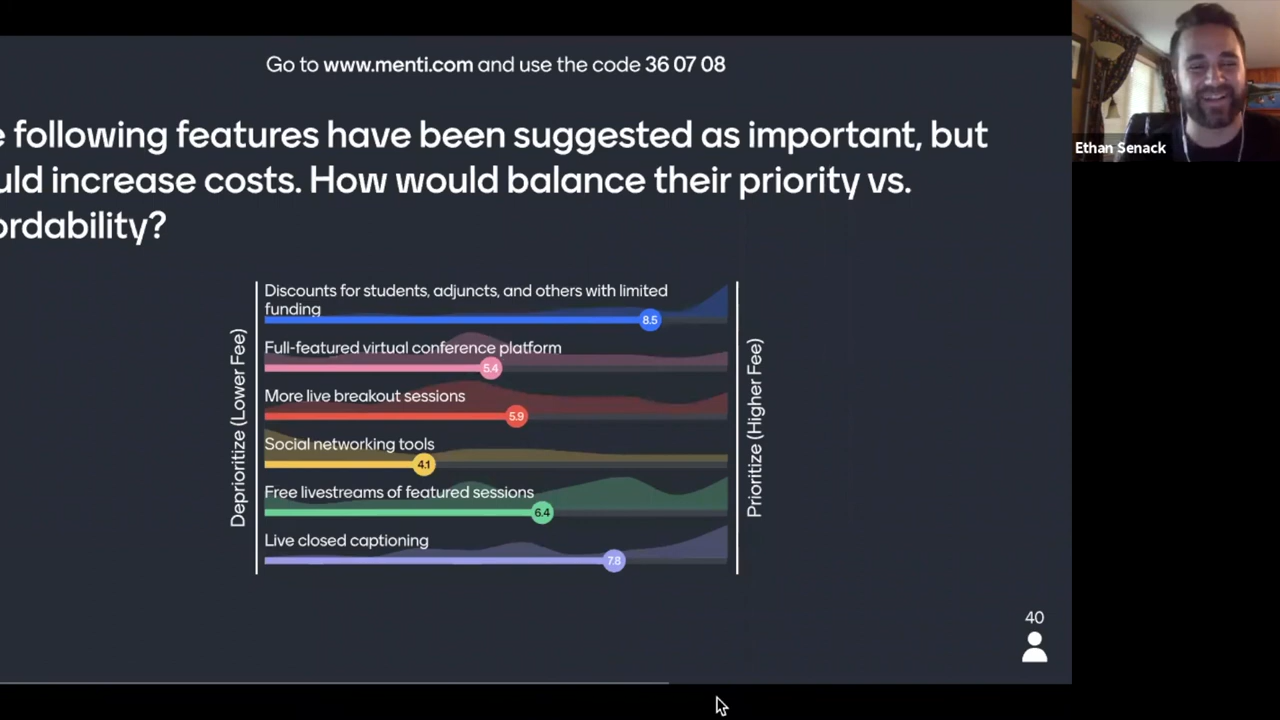 Go to www.menti.com and use the code 36 07 08
following features have been suggested as important, but
increase costs. How would balance their priority vs.
Discounts for students, adjuncts, and others with limited
funding
8.5
Full-featured virtual conference platform
5.4
More live breakout sessions
5.9
Social networking tools
4.1
Free livestreams of featured sessions
6.4
Live closed captioning
7.8
Deprioritize (Lower Fee)
Prioritize (Higher Fee)
40
Ethan Senack